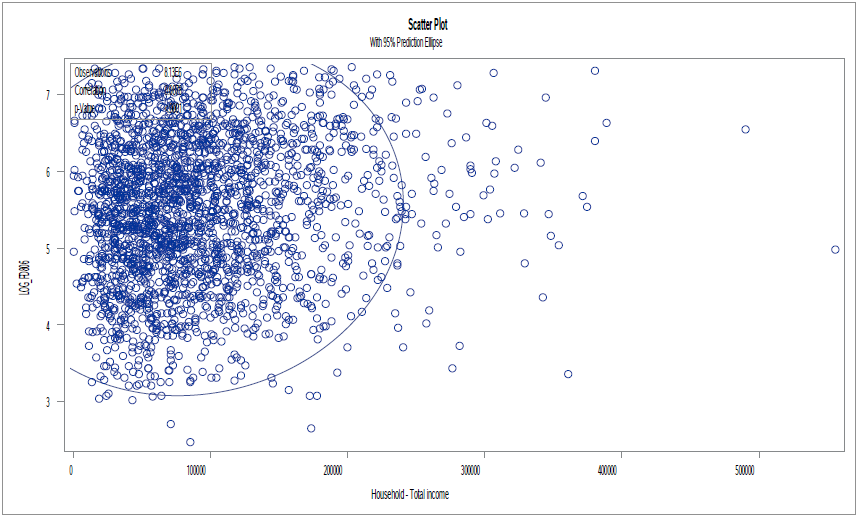 Scatter Plot
With 95% Prediction Ellipse
Observations
Correlation
p-Value
7
6
5
4
3
LOG_FD806
0 100000 200000 300000 400000 500000
Household - Total income